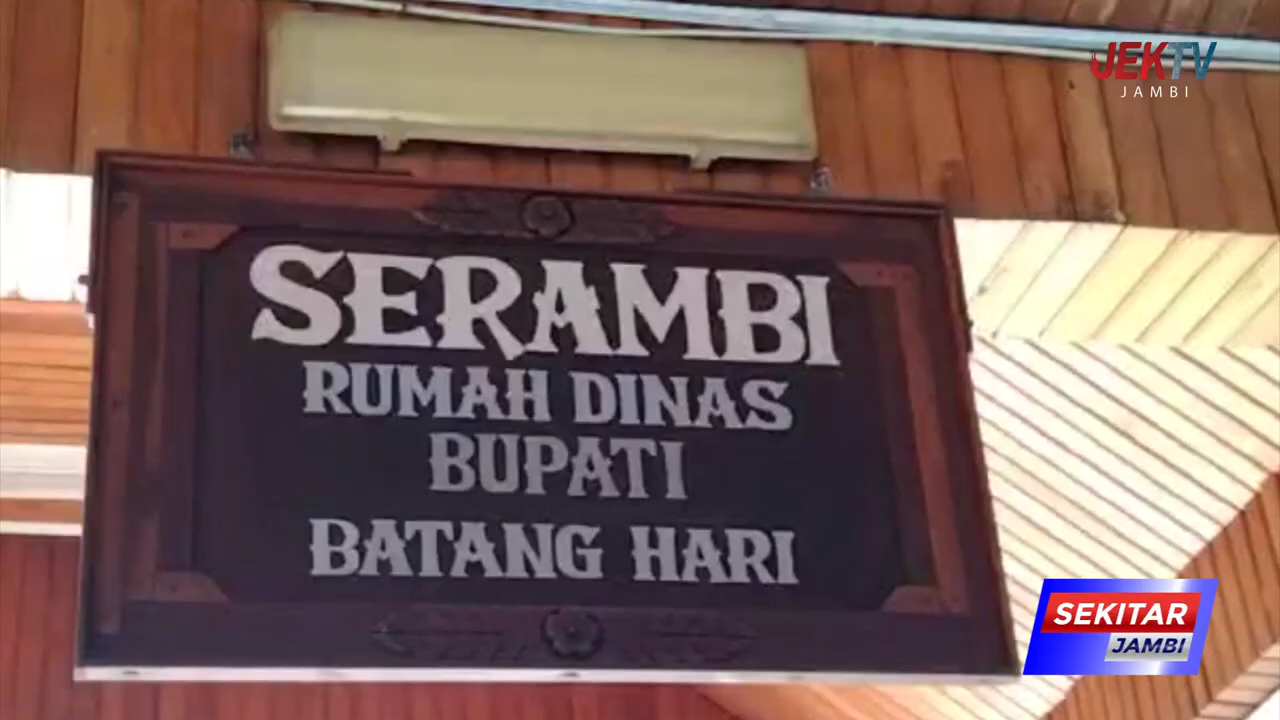 JEKTV
JAMBI
SERAMBI
RUMAH DINAS
BUPATI
BATANG HARI
SEKITAR
JAMBI